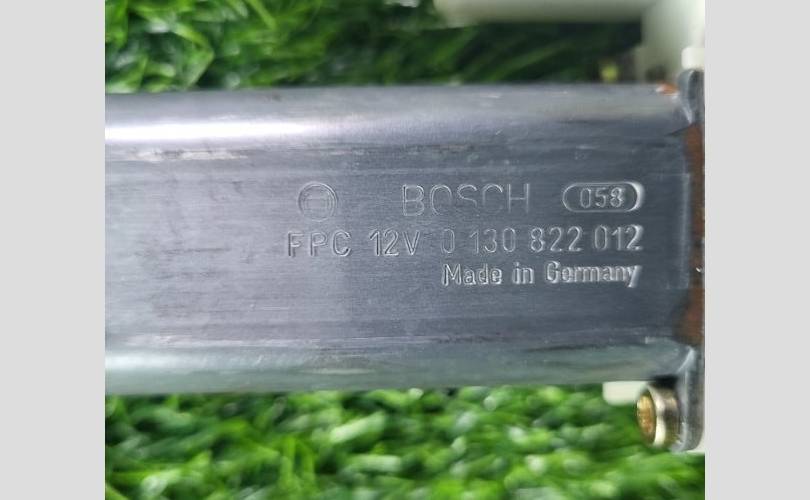 BOSCH 058
FPC 12V 0 130 822 012
Made in Germany